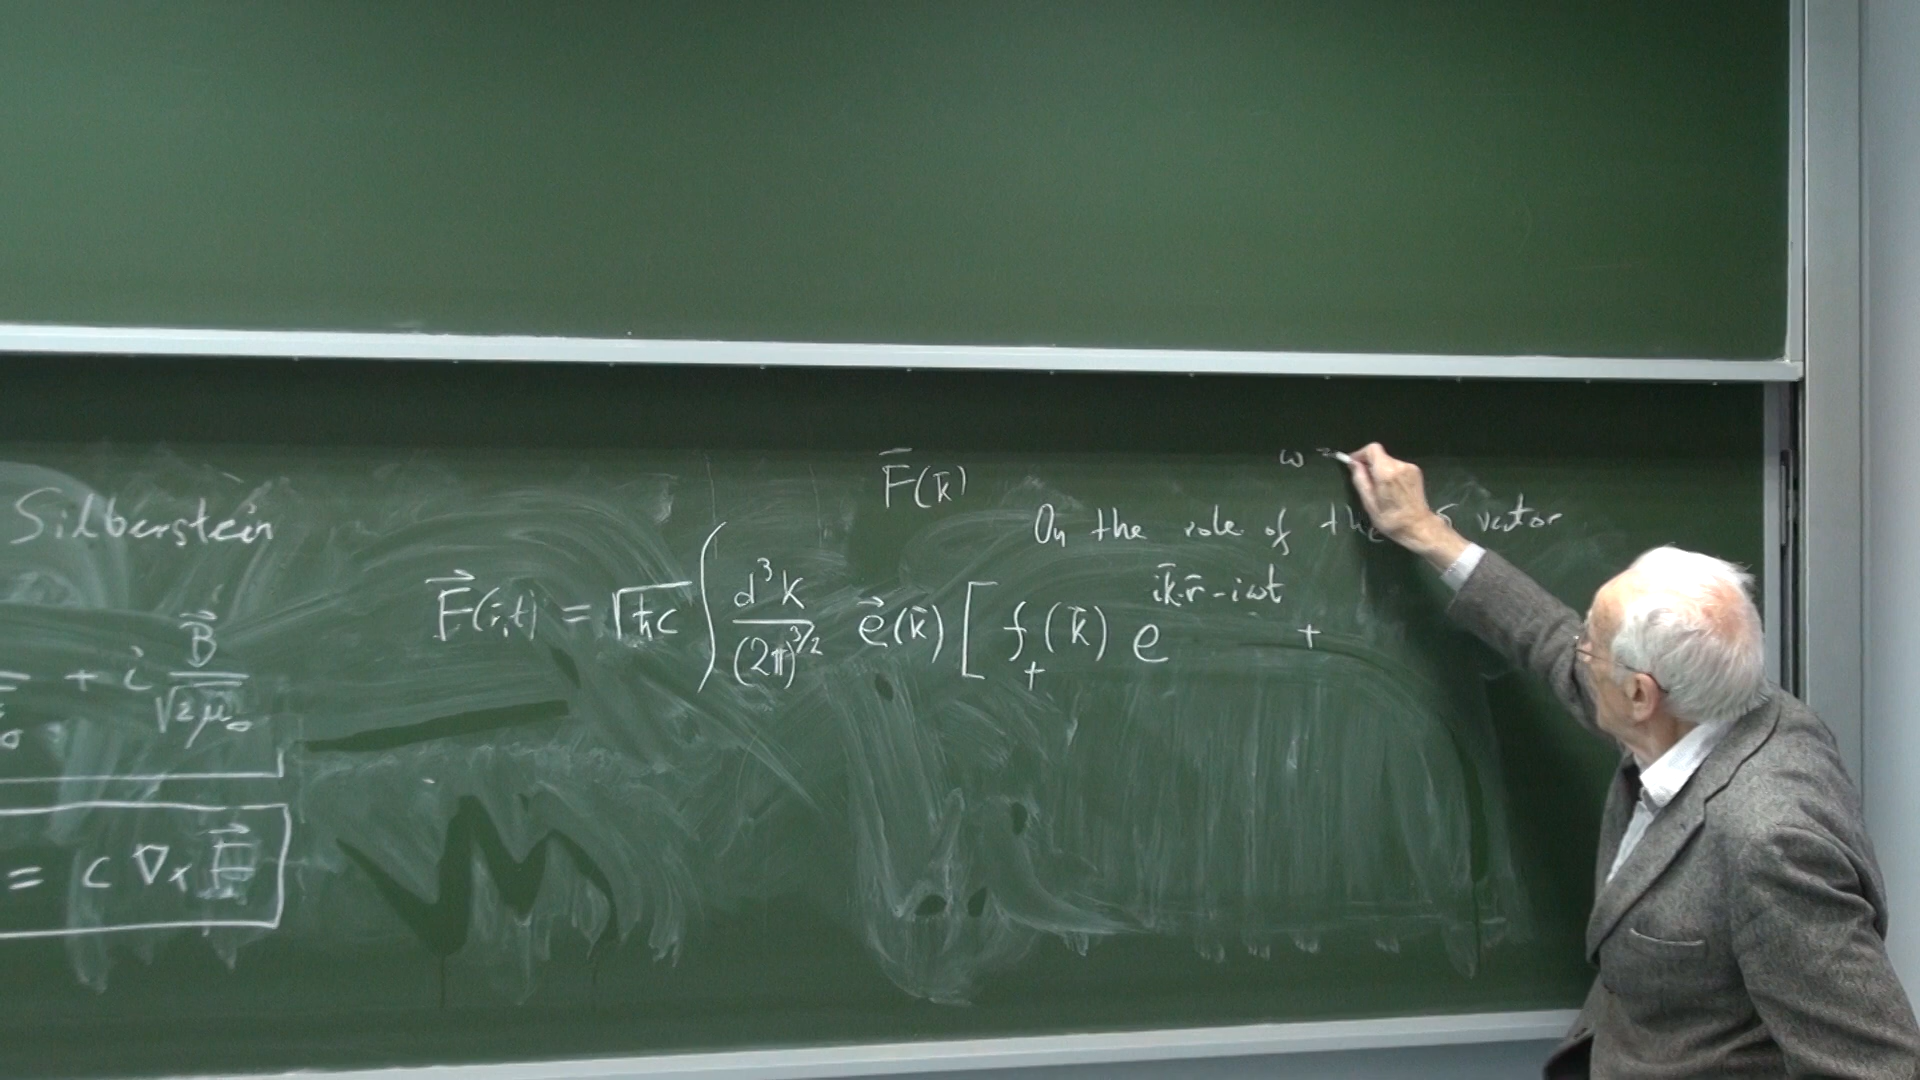 Silberstein
+ i B⃗ / √2μ₀
= c ∇× F⃗
F̄(k̄)
ω =
On the role of the S vector
F⃗(r̄,t) = √ħc ∫ d³k / (2π)^3/2 e⃗(k̄) [ f₊(k̄) e^{ik̄·r̄ - iωt} +